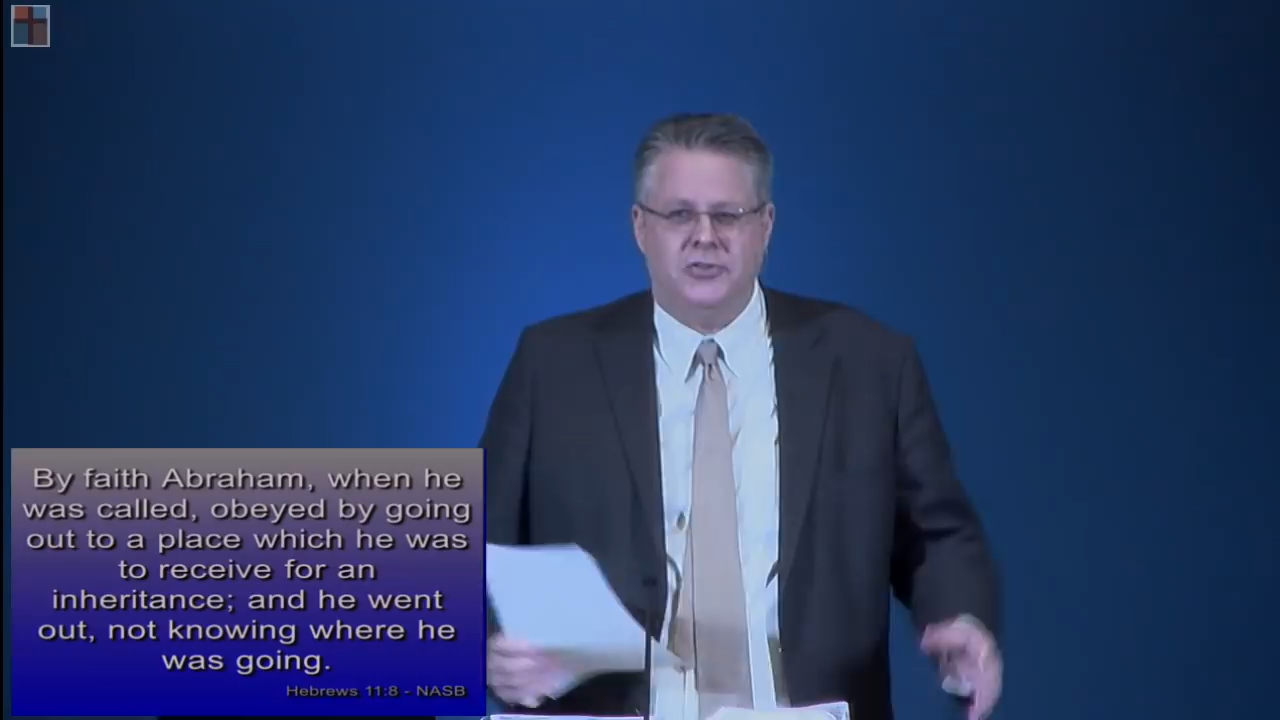 By faith Abraham, when he
was called, obeyed by going
out to a place which he was
to receive for an
inheritance; and he went
out, not knowing where he
was going.
Hebrews 11:8 - NASB